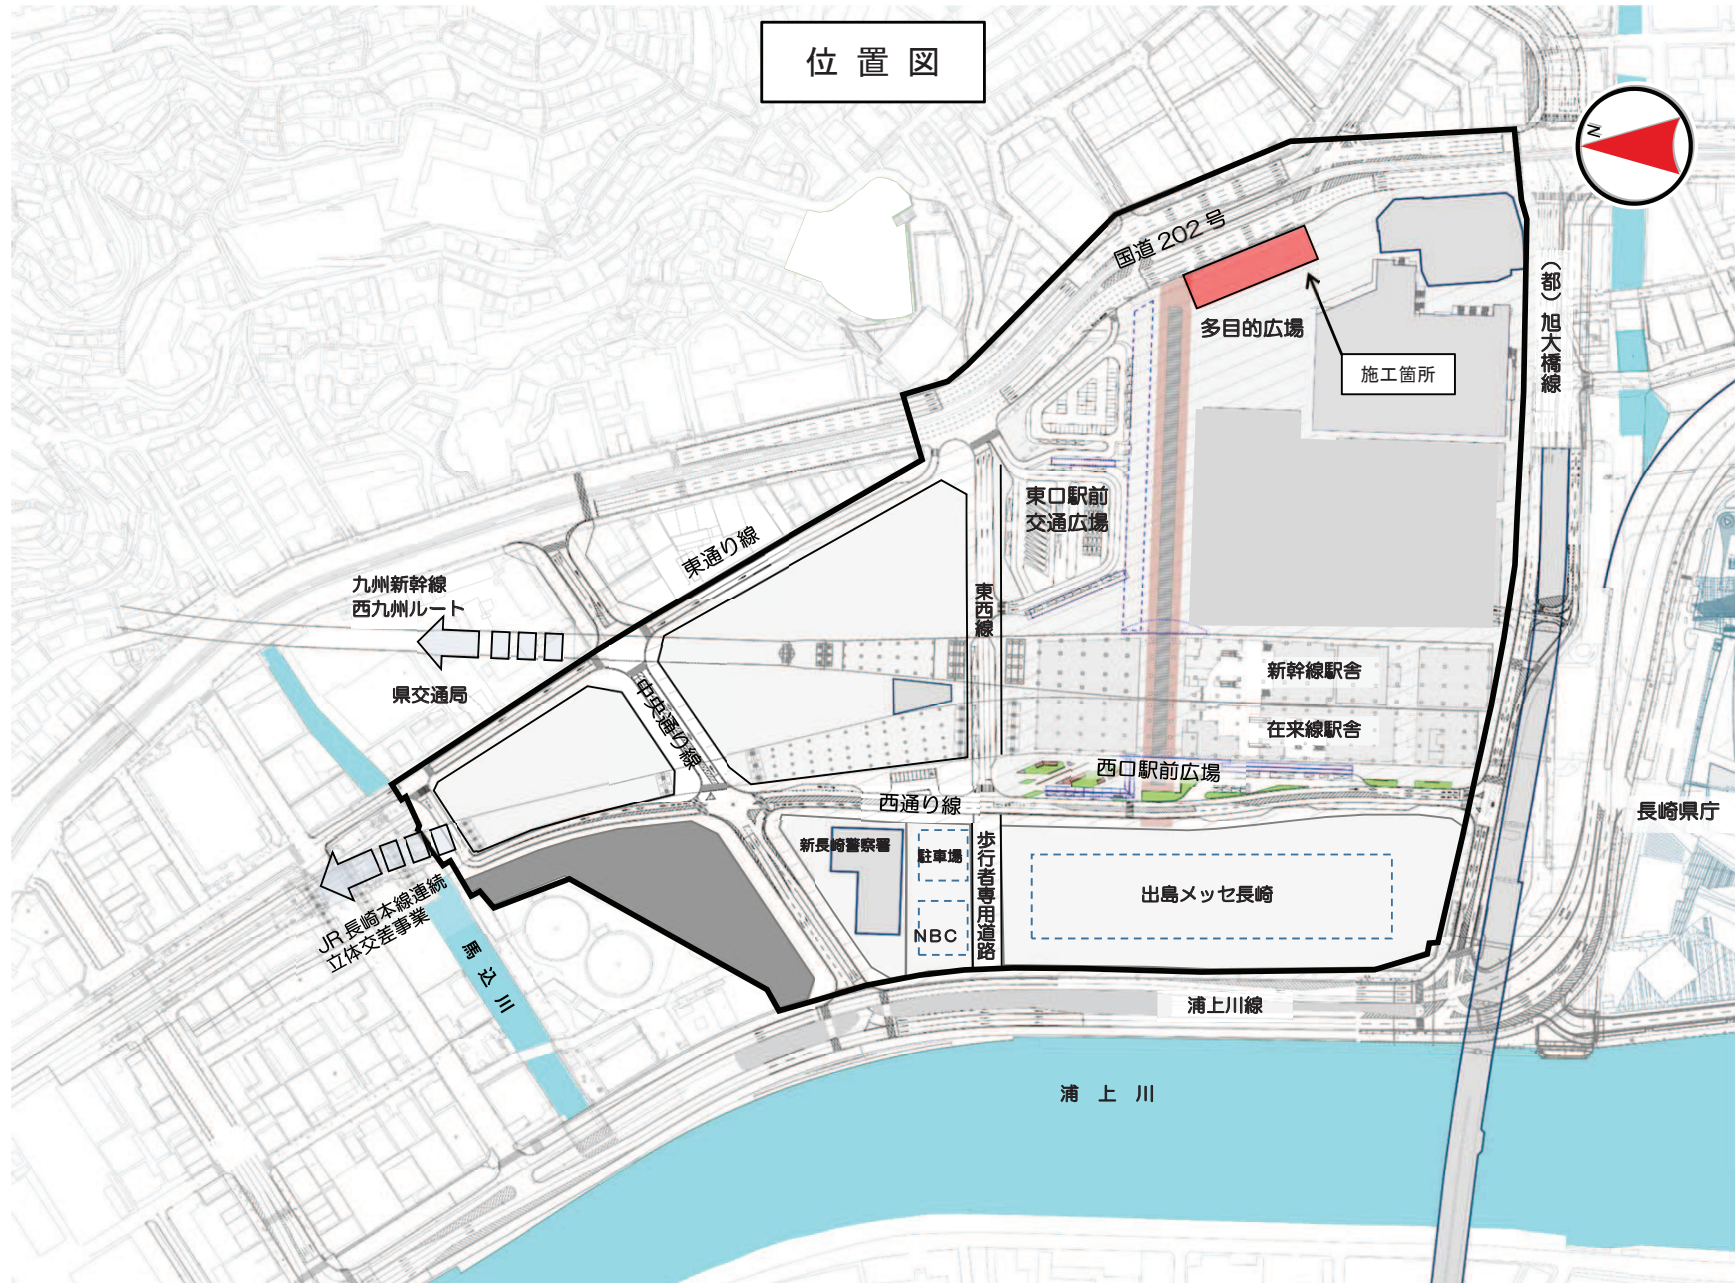 位置図
N
国道202号
(都)旭大橋線
多目的広場
施工箇所
東口駅前
交通広場
東通り線
九州新幹線
西九州ルート
東西線
県交通局
中央通り線
新幹線駅舎
在来線駅舎
西口駅前広場
西通り線
長崎県庁
新長崎警察署
駐車場
歩行者専用道路
出島メッセ長崎
NBC
JR長崎本線連続
立体交差事業
馬込川
浦上川線
浦上川